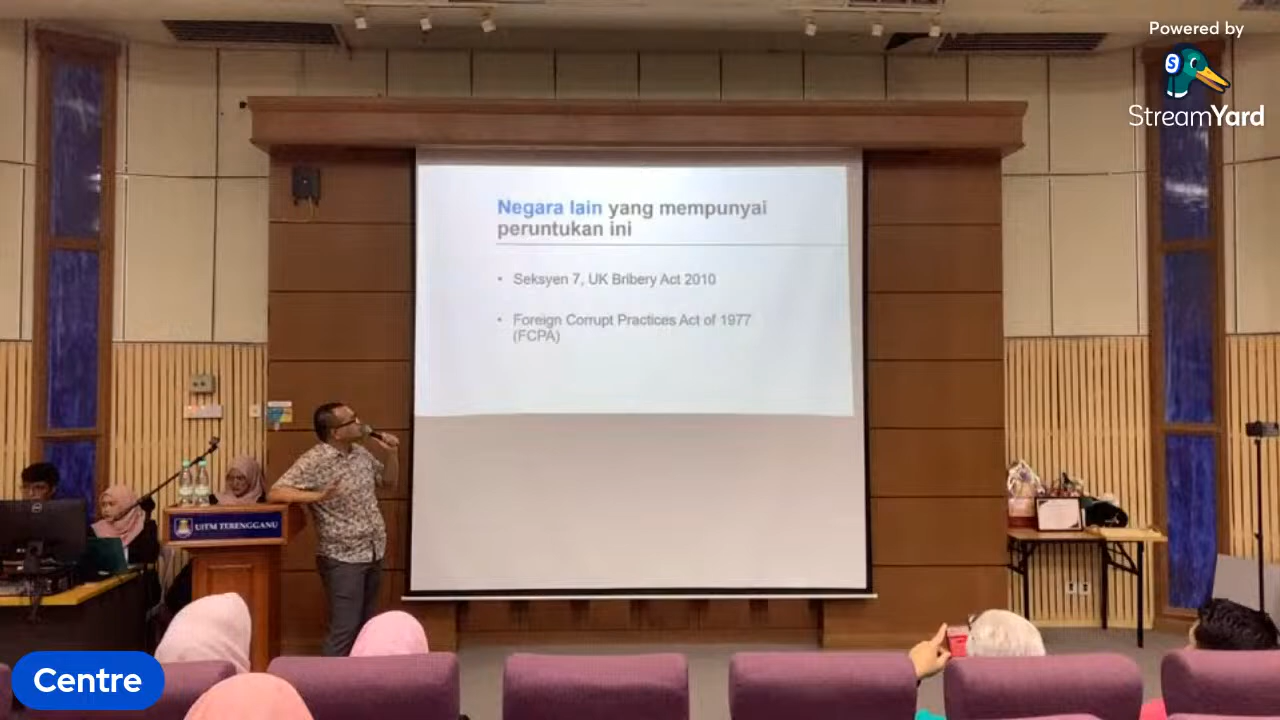 Powered by
StreamYard
Negara lain yang mempunyai
peruntukan ini
• Seksyen 7, UK Bribery Act 2010
• Foreign Corrupt Practices Act of 1977
(FCPA)
UiTM TERENGGANU
Centre